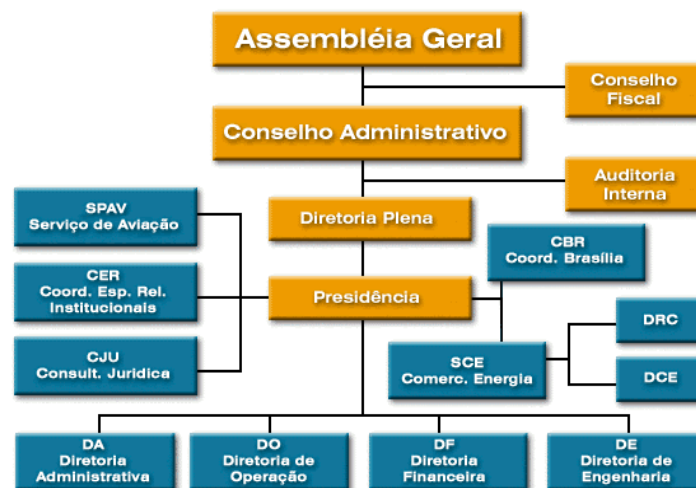 Assembléia Geral
Conselho
Fiscal
Conselho Administrativo
Auditoria
Interna
SPAV
Serviço de Aviação
Diretoria Plena
CBR
Coord. Brasília
CER
Coord. Esp. Rel.
Institucionais
Presidência
DRC
SCE
Comerc. Energia
CJU
Consult. Juridica
DCE
DA
Diretoria
Administrativa
DO
Diretoria de
Operação
DF
Diretoria
Financeira
DE
Diretoria de
Engenharia